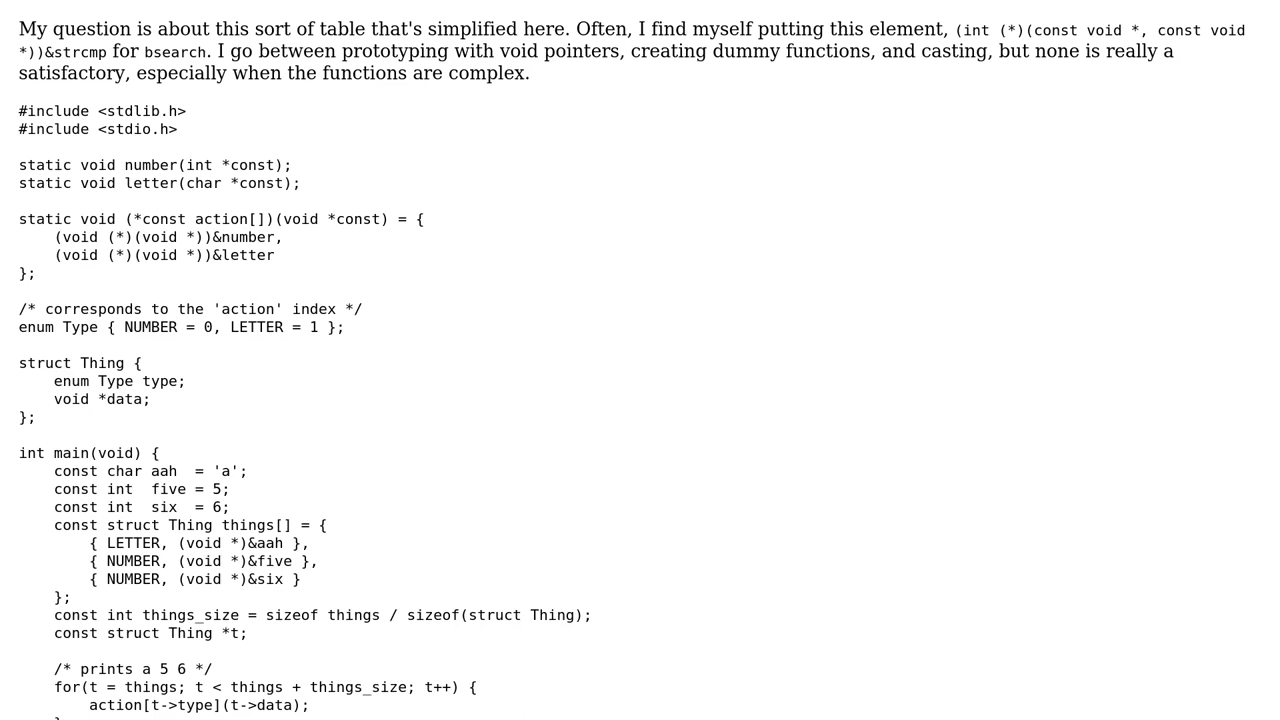 My question is about this sort of table that's simplified here. Often, I find myself putting this element, (int (*)(const void *, const void
*))&strcmp for bsearch. I go between prototyping with void pointers, creating dummy functions, and casting, but none is really a
satisfactory, especially when the functions are complex.
#include <stdlib.h>
#include <stdio.h>
static void number(int *const);
static void letter(char *const);
static void (*const action[])(void *const) = {
    (void (*)(void *))&number,
    (void (*)(void *))&letter
};
/* corresponds to the 'action' index */
enum Type { NUMBER = 0, LETTER = 1 };
struct Thing {
    enum Type type;
    void *data;
};
int main(void) {
    const char aah  = 'a';
    const int  five = 5;
    const int  six  = 6;
    const struct Thing things[] = {
        { LETTER, (void *)&aah },
        { NUMBER, (void *)&five },
        { NUMBER, (void *)&six }
    };
    const int things_size = sizeof things / sizeof(struct Thing);
    const struct Thing *t;
    /* prints a 5 6 */
    for(t = things; t < things + things_size; t++) {
        action[t->type](t->data);